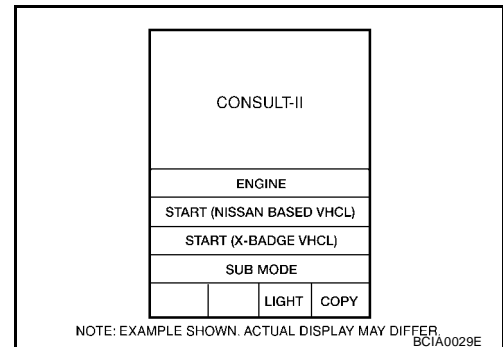 CONSULT-II
ENGINE
START (NISSAN BASED VHCL)
START (X-BADGE VHCL)
SUB MODE
LIGHT COPY
NOTE: EXAMPLE SHOWN. ACTUAL DISPLAY MAY DIFFER.
BCIA0029E